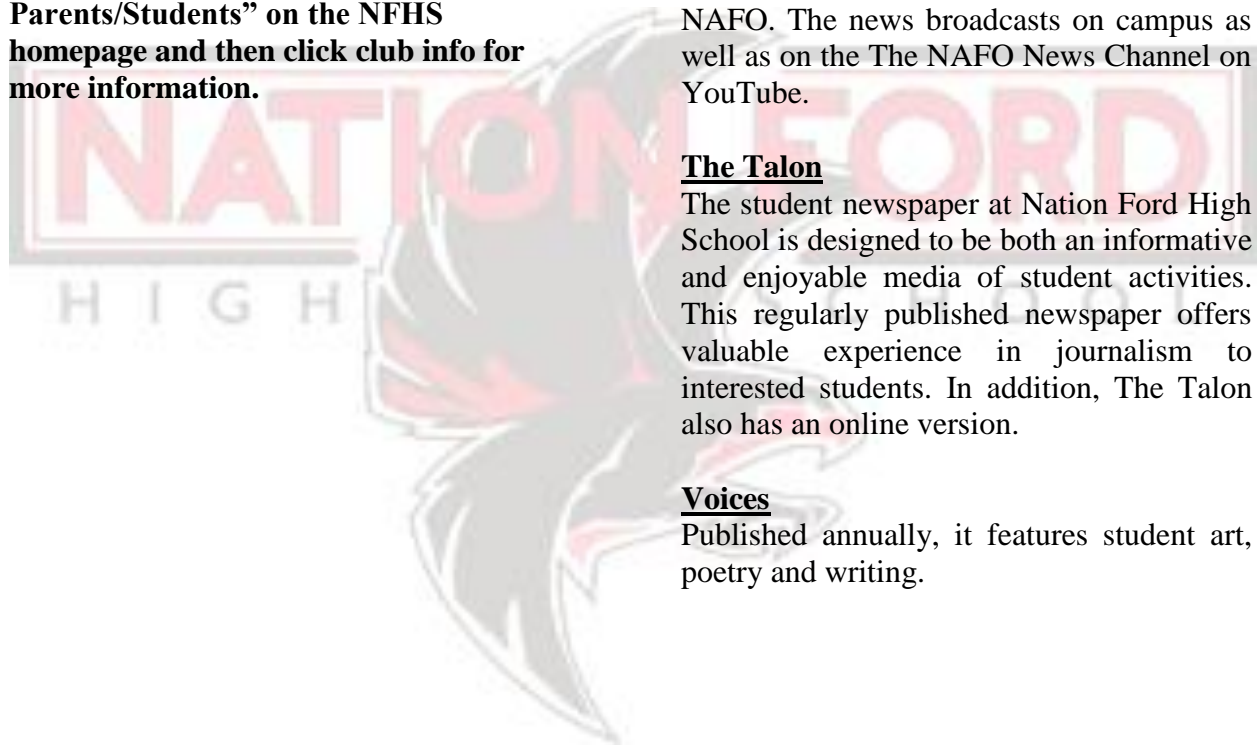 Parents/Students” on the NFHS
homepage and then click club info for
more information.
NAFO. The news broadcasts on campus as
well as on the The NAFO News Channel on
YouTube.
The Talon
The student newspaper at Nation Ford High
School is designed to be both an informative
and enjoyable media of student activities.
This regularly published newspaper offers
valuable experience in journalism to
interested students. In addition, The Talon
also has an online version.
Voices
Published annually, it features student art,
poetry and writing.
NATION FORD
HIGH SCHOOL